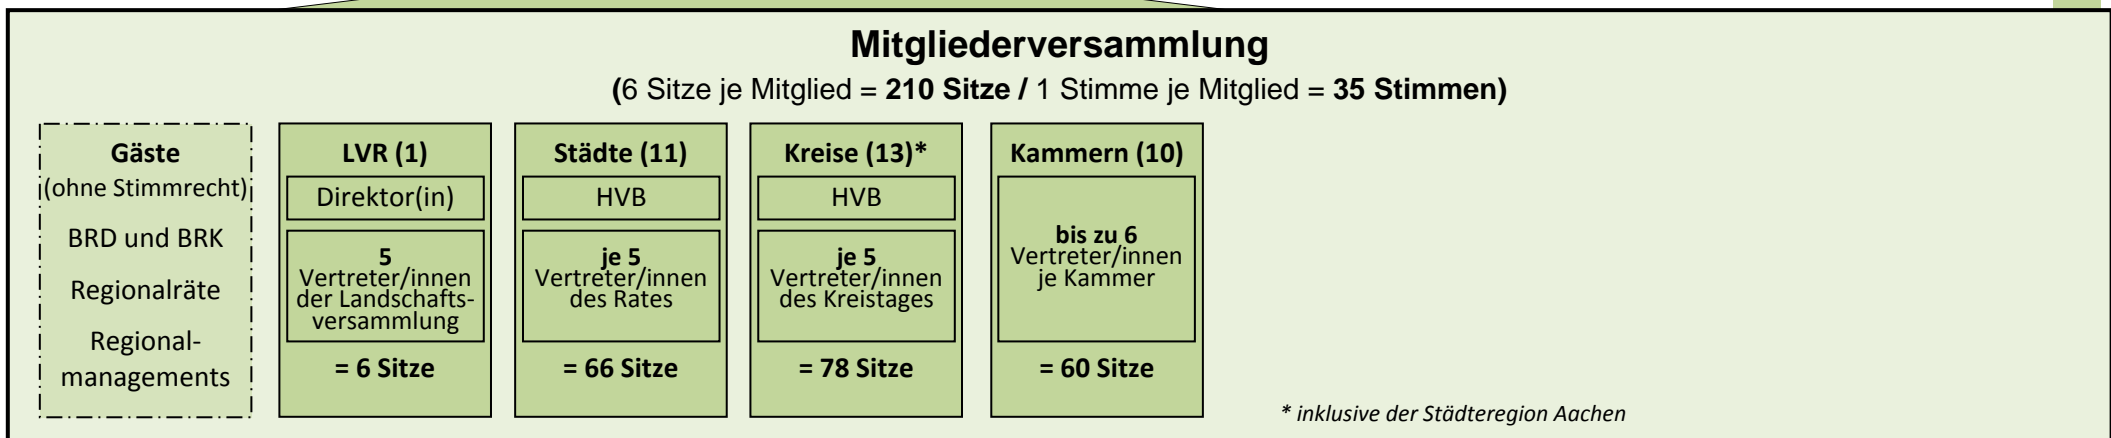 Mitgliederversammlung
(6 Sitze je Mitglied = 210 Sitze / 1 Stimme je Mitglied = 35 Stimmen)
Gäste
(ohne Stimmrecht)
BRD und BRK
Regionalräte
Regional-
managements
LVR (1)
Direktor(in)
5
Vertreter/innen
der Landschafts-
versammlung
= 6 Sitze
Städte (11)
HVB
je 5
Vertreter/innen
des Rates
= 66 Sitze
Kreise (13)*
HVB
je 5
Vertreter/innen
des Kreistages
= 78 Sitze
Kammern (10)
bis zu 6
Vertreter/innen
je Kammer
= 60 Sitze
* inklusive der Städteregion Aachen